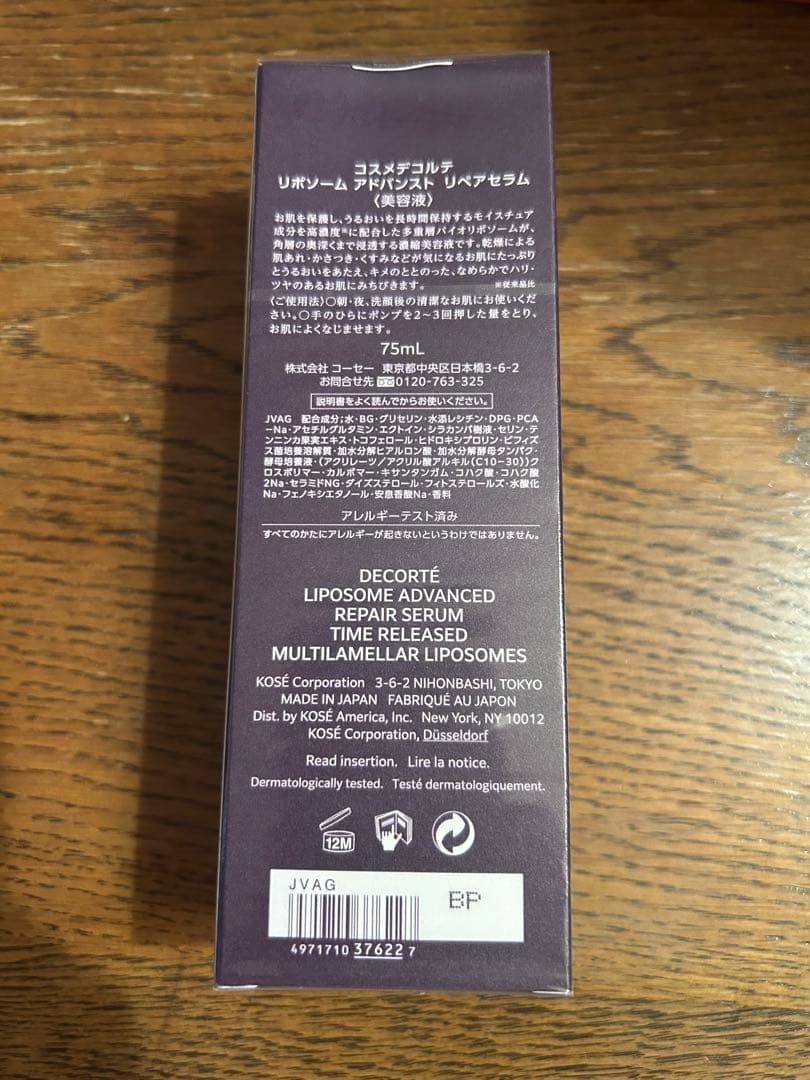 コスメデコルテ
リポソーム アドバンスト リペアセラム
〈美容液〉
お肌を保護し、うるおいを長時間保持するモイスチュア
成分を高濃度※に配合した多重層バイオリポソームが、
角層の奥深くまで浸透する濃縮美容液です。乾燥による
肌あれ・かさつき・くすみなどが気になるお肌にたっぷり
とうるおいをあたえ、キメのととのった、なめらかでハリ・
ツヤのあるお肌にみちびきます。 ※従来品比
〈ご使用法〉○朝・夜、洗顔後の清潔なお肌にお使いくだ
さい。○手のひらにポンプを2～3回押した量をとり、
お肌によくなじませます。
75mL
株式会社 コーセー 東京都中央区日本橋3-6-2
お問合せ先 0120-763-325
説明書をよく読んでからお使いください。
JVAG 配合成分;水・BG・グリセリン・水添レシチン・DPG・PCA
-Na・アセチルグルタミン・エクトイン・シラカンバ樹液・セリン・テ
ンニンカ果実エキス・トコフェロール・ヒドロキシプロリン・ビフィズ
ス菌培養溶解質・加水分解ヒアルロン酸・加水分解酵母タンパク・
酵母培養液・(アクリレーツ/アクリル酸アルキル(C10-30))ク
ロスポリマー・カルボマー・キサンタンガム・コハク酸・コハク酸
2Na・セラミドNG・ダイズステロール・フィトステロールズ・水酸化
Na・フェノキシエタノール・安息香酸Na・香料
アレルギーテスト済み
すべてのかたにアレルギーが起きないというわけではありません。
DECORTÉ
LIPOSOME ADVANCED
REPAIR SERUM
TIME RELEASED
MULTILAMELLAR LIPOSOMES
KOSÉ Corporation 3-6-2 NIHONBASHI, TOKYO
MADE IN JAPAN FABRIQUÉ AU JAPON
Dist. by KOSÉ America, Inc. New York, NY 10012
KOSÉ Corporation, Düsseldorf
Read insertion. Lire la notice.
Dermatologically tested. Testé dermatologiquement.
12M
JVAG
BP
4971710 37622 7